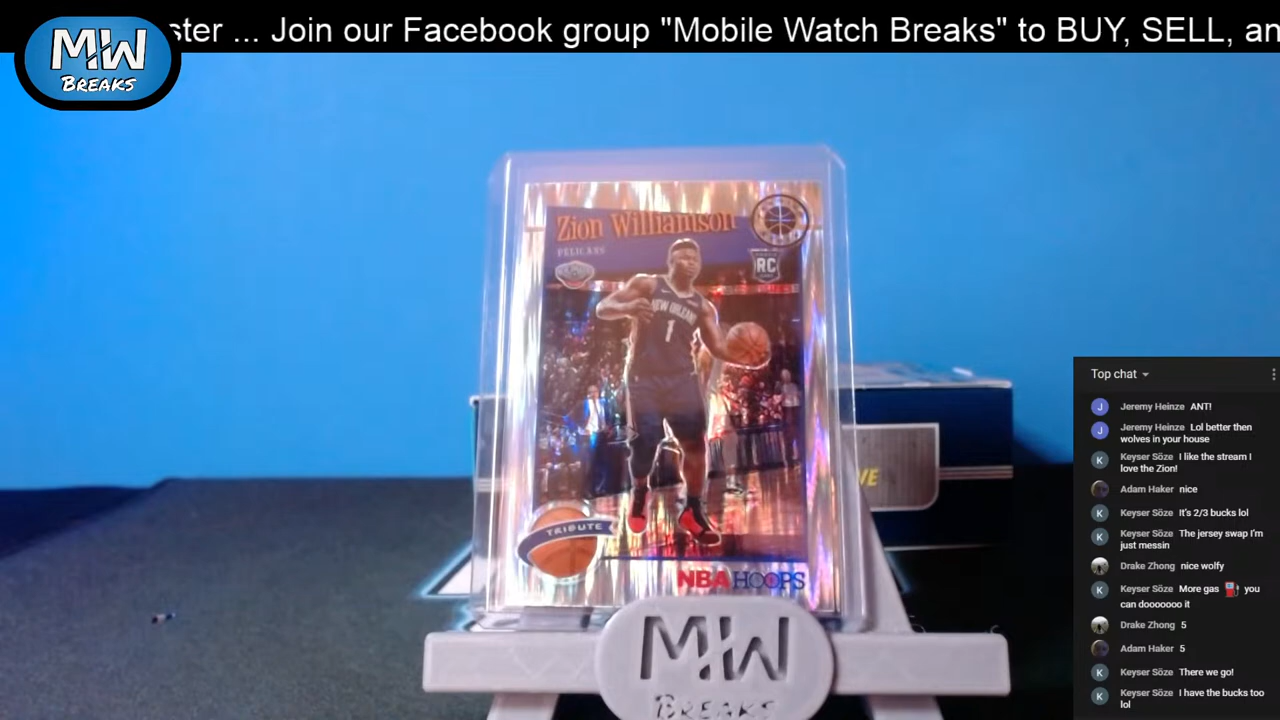 ster ... Join our Facebook group "Mobile Watch Breaks" to BUY, SELL, an
MW
BREAKS
Zion Williamson
PELICANS
RC
NEW ORLEANS
1
TRIBUTE
NBA HOOPS
VE
MW
BREAKS
Top chat
J Jeremy Heinze ANT!
J Jeremy Heinze Lol better then
wolves in your house
K Keyser Söze I like the stream I
love the Zion!
Adam Haker nice
K Keyser Söze It's 2/3 bucks lol
K Keyser Söze The jersey swap I'm
just messin
Drake Zhong nice wolfy
K Keyser Söze More gas ⛽ you
can dooooooo it
Drake Zhong 5
Adam Haker 5
K Keyser Söze There we go!
K Keyser Söze I have the bucks too
lol